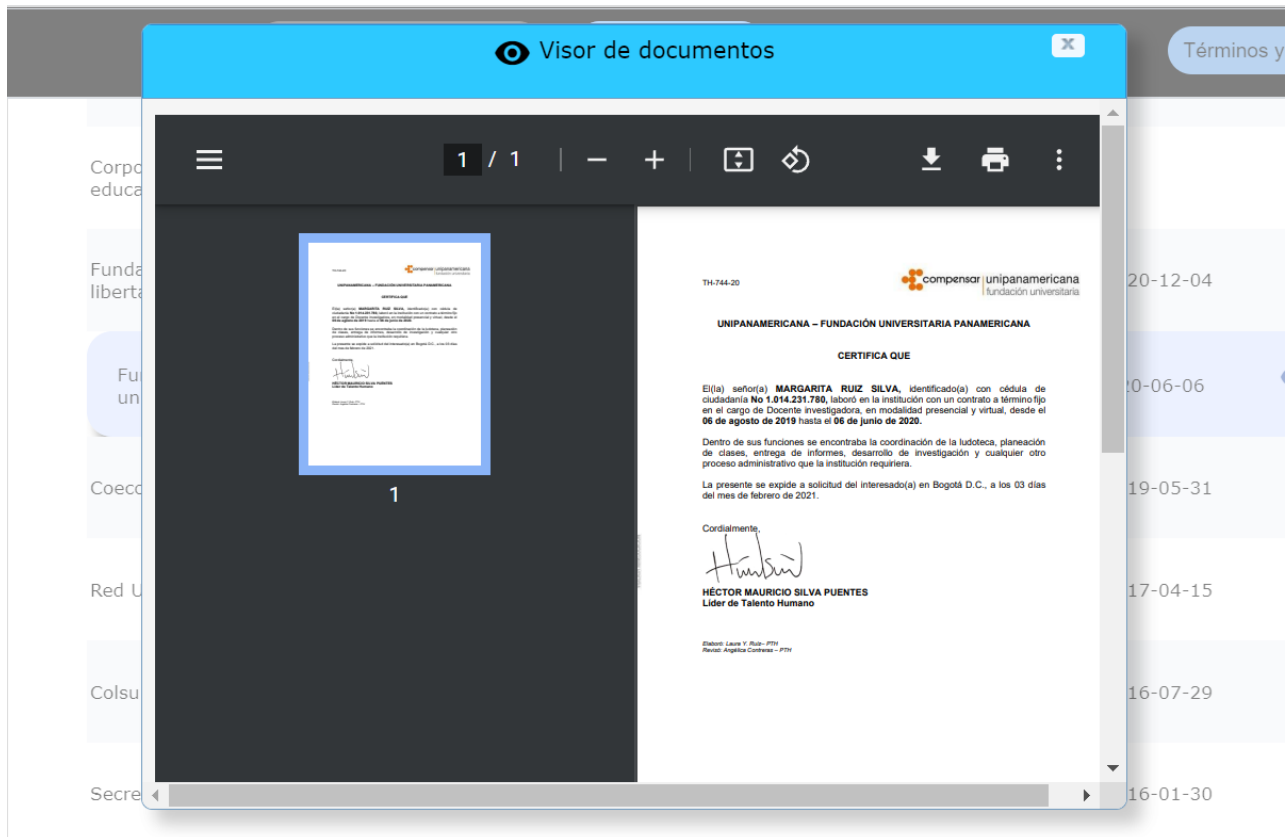 Visor de documentos
x
Términos y
1 / 1
Corpo
educa
Funda
liberta
20-12-04
Fu
un
20-06-06
Coeco
19-05-31
Red U
17-04-15
Colsu
16-07-29
Secre
16-01-30
1
TH-744-20
compensar unipanamericana
fundación universitaria
UNIPANAMERICANA – FUNDACIÓN UNIVERSITARIA PANAMERICANA
CERTIFICA QUE
El(la) señor(a) MARGARITA RUIZ SILVA, identificado(a) con cédula de
ciudadanía No 1.014.231.780, laboró en la institución con un contrato a término fijo
en el cargo de Docente investigadora, en modalidad presencial y virtual, desde el
06 de agosto de 2019 hasta el 06 de junio de 2020.
Dentro de sus funciones se encontraba la coordinación de la ludoteca, planeación
de clases, entrega de informes, desarrollo de investigación y cualquier otro
proceso administrativo que la institución requiriera.
La presente se expide a solicitud del interesado(a) en Bogotá D.C., a los 03 días
del mes de febrero de 2021.
Cordialmente,
HÉCTOR MAURICIO SILVA PUENTES
Líder de Talento Humano
Elaboró: Laura Y. Ruiz– PTH
Revisó: Angélica Contreras – PTH